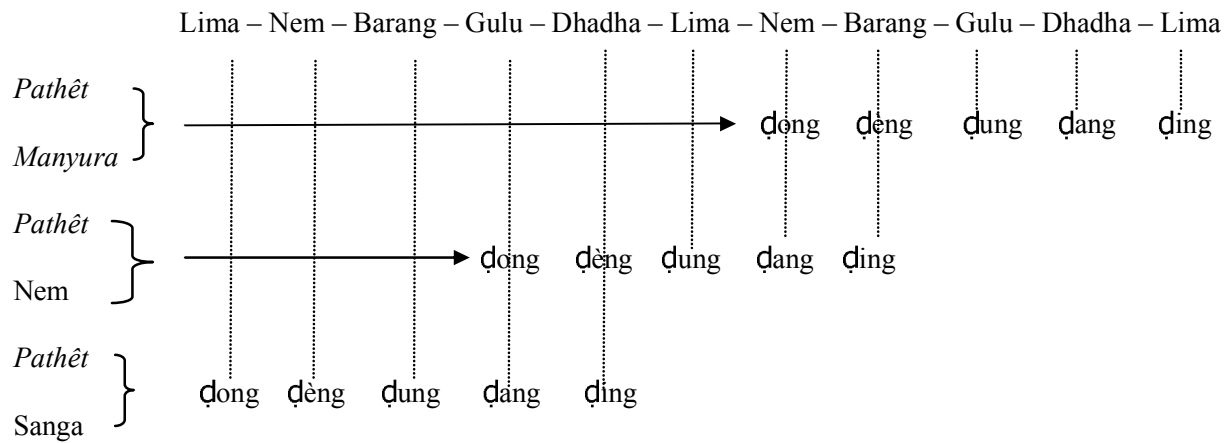 Lima – Nem – Barang – Gulu – Dhadha – Lima – Nem – Barang – Gulu – Dhadha – Lima
Pathêt
ḍong ḍèng ḍung ḍang ḍing
Manyura
Pathêt
ḍong ḍèng ḍung ḍang ḍing
Nem
Pathêt
ḍong ḍèng ḍung ḍang ḍing
Sanga